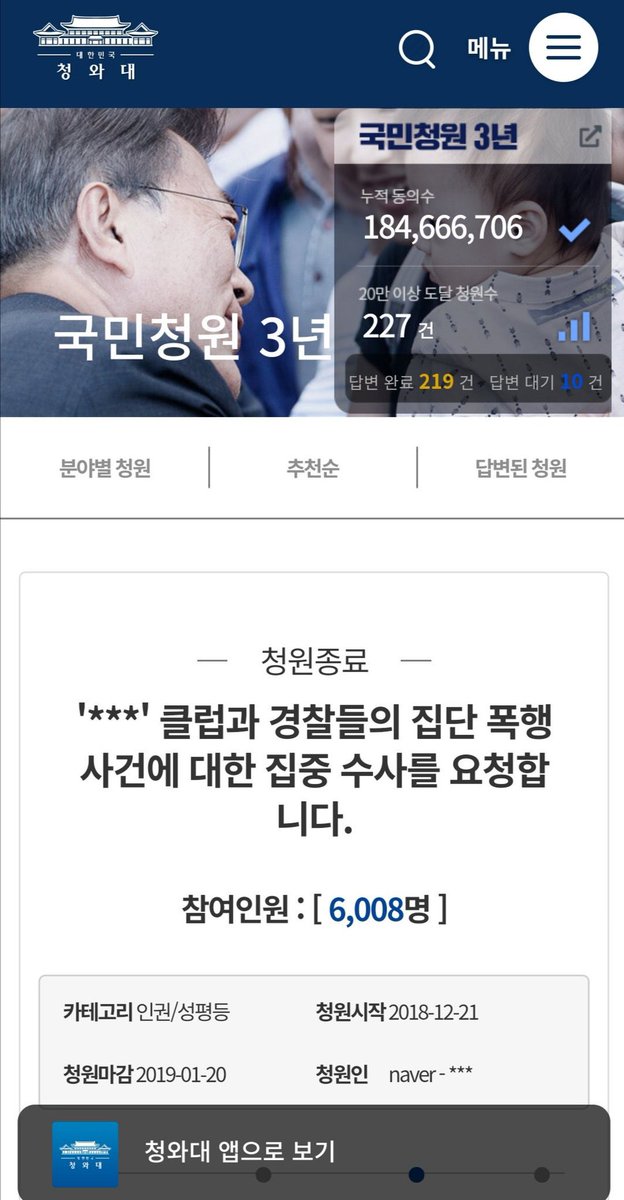 대한민국
청와대
메뉴
국민청원 3년
국민청원 3년
누적 동의수
184,666,706
20만 이상 도달 청원수
227 건
답변 완료 219 건 답변 대기 10 건
분야별 청원
추천순
답변된 청원
청원종료
'***' 클럽과 경찰들의 집단 폭행
사건에 대한 집중 수사를 요청합
니다.
참여인원 : [ 6,008명 ]
카테고리 인권/성평등
청원시작 2018-12-21
청원마감 2019-01-20
청원인 naver - ***
대한민국
청와대
청와대 앱으로 보기